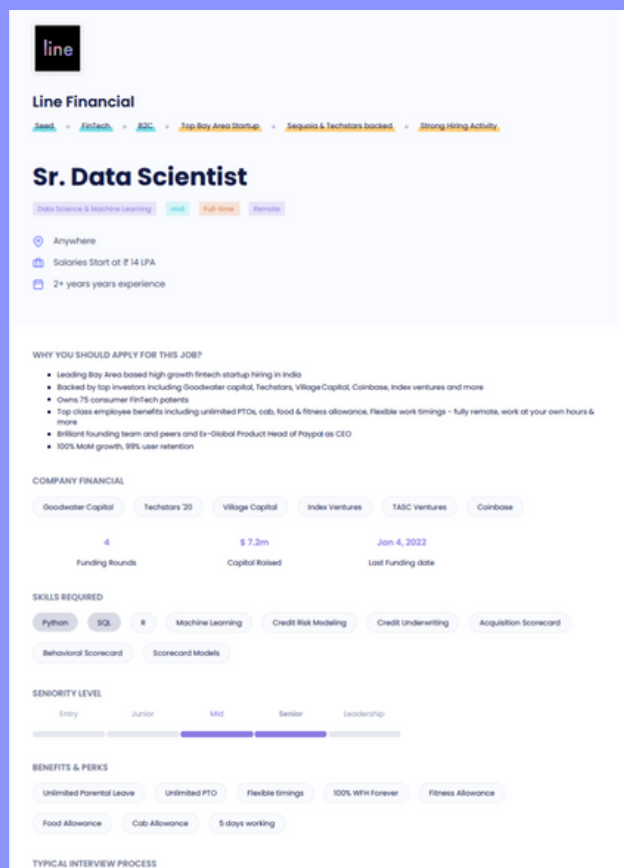 line
Line Financial
Seed • FinTech • B2C • Top Bay Area Startup • Sequoia & Techstars backed • Strong Hiring Activity
Sr. Data Scientist
Data Science & Machine Learning mid Full-time Remote
Anywhere
Salaries Start at ₹ 14 LPA
2+ years years experience
WHY YOU SHOULD APPLY FOR THIS JOB?
• Leading Bay Area based high growth fintech startup hiring in India
• Backed by top investors including Goodwater capital, Techstars, VillageCapital, Coinbase, Index ventures and more
• Owns 75 consumer FinTech patents
• Top class employee benefits including unlimited PTOs, cab, food & fitness allowance, Flexible work timings - fully remote, work at your own hours &
more
• Brilliant founding team and peers and Ex-Global Product Head of Paypal as CEO
• 100% MoM growth, 99% user retention
COMPANY FINANCIAL
Goodwater Capital Techstars '20 Village Capital Index Ventures TASC Ventures Coinbase
4 $ 7.2m Jan 4, 2022
Funding Rounds Capital Raised Last Funding date
SKILLS REQUIRED
Python SQL R Machine Learning Credit Risk Modeling Credit Underwriting Acquisition Scorecard
Behavioral Scorecard Scorecard Models
SENIORITY LEVEL
Entry Junior Mid Senior Leadership
BENEFITS & PERKS
Unlimited Parental Leave Unlimited PTO Flexible timings 100% WFH Forever Fitness Allowance
Food Allowance Cab Allowance 5 days working
TYPICAL INTERVIEW PROCESS